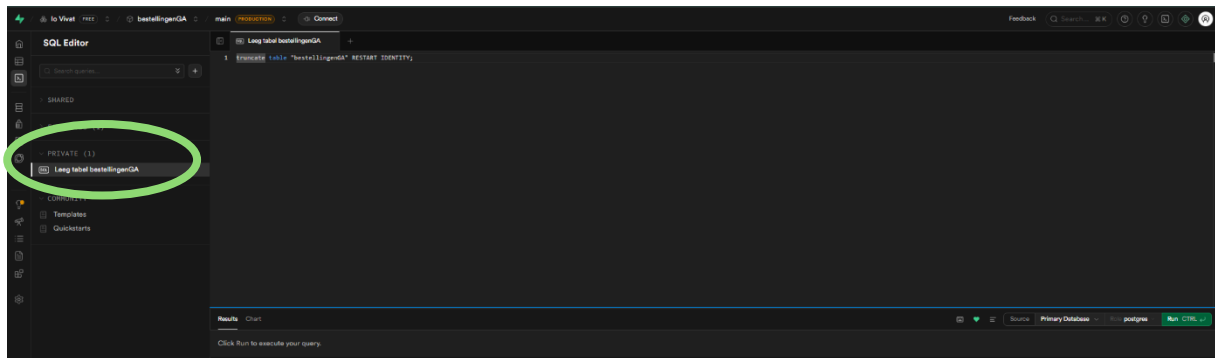 Io Vivat FREE bestellingenGA main PRODUCTION Connect
Feedback Search... ⌘K
SQL Editor
Leeg tabel bestellingenGA +
1 truncate table "bestellingenGA" RESTART IDENTITY;
Search queries...
SHARED
PRIVATE (1)
Leeg tabel bestellingenGA
COMMUNITY
Templates
Quickstarts
Results Chart
Source Primary Database Role postgres Run CTRL
Click Run to execute your query.